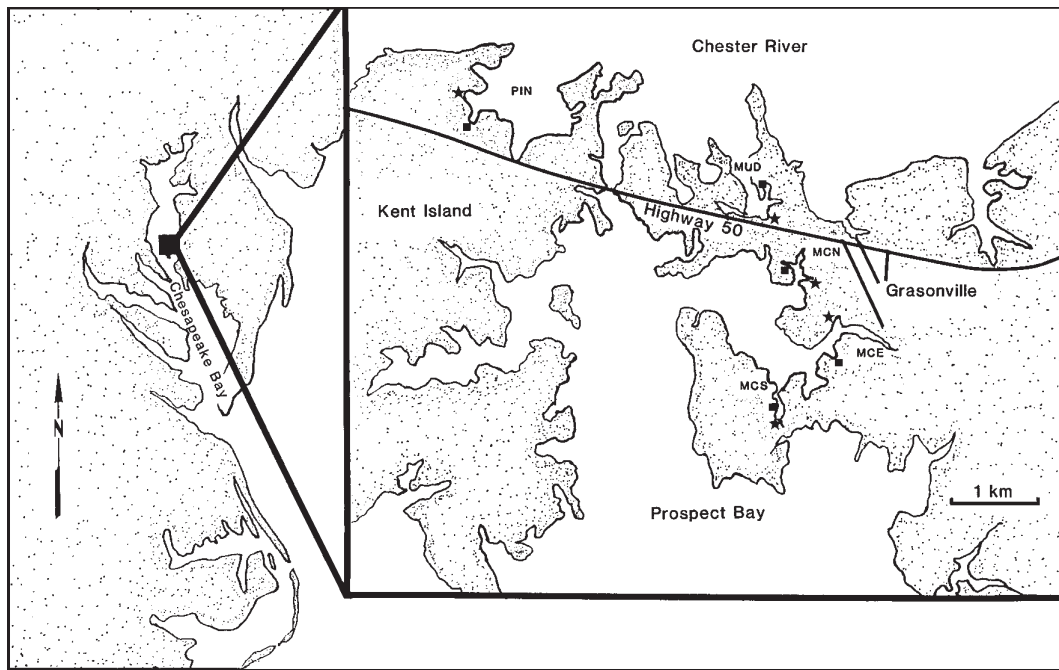 Chester River
PIN
MUD
Kent Island
Highway 50
MCN
Grasonville
MCE
MCS
Chesapeake Bay
N
1 km
Prospect Bay